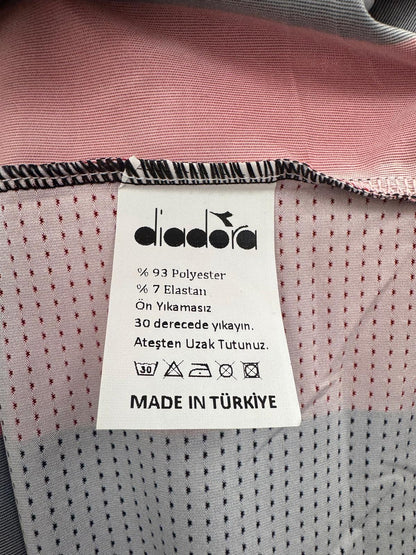 diadora
% 93 Polyester
% 7 Elastan
Ön Yıkamasız
30 derecede yıkayın.
Ateşten Uzak Tutunuz.
30
MADE IN TÜRKİYE